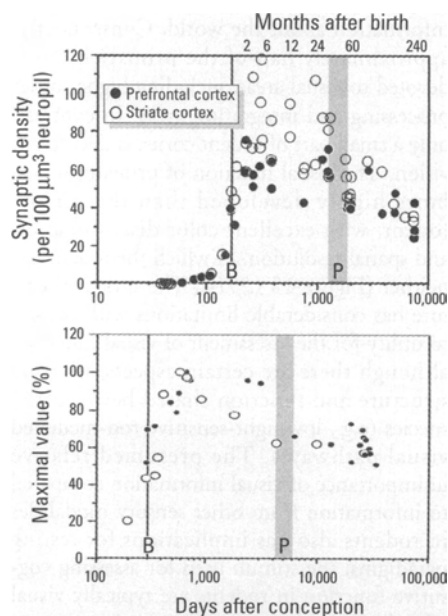 Months after birth
2 6 12 24 60 240
Synaptic density
(per 100 μm³ neuropil)
120
100
80
60
40
20
0
Prefrontal cortex
Striate cortex
B
P
10 100 1,000 10,000
Maximal value (%)
120
100
80
60
40
20
0
B
P
100 1,000 10,000 100,000
Days after conception